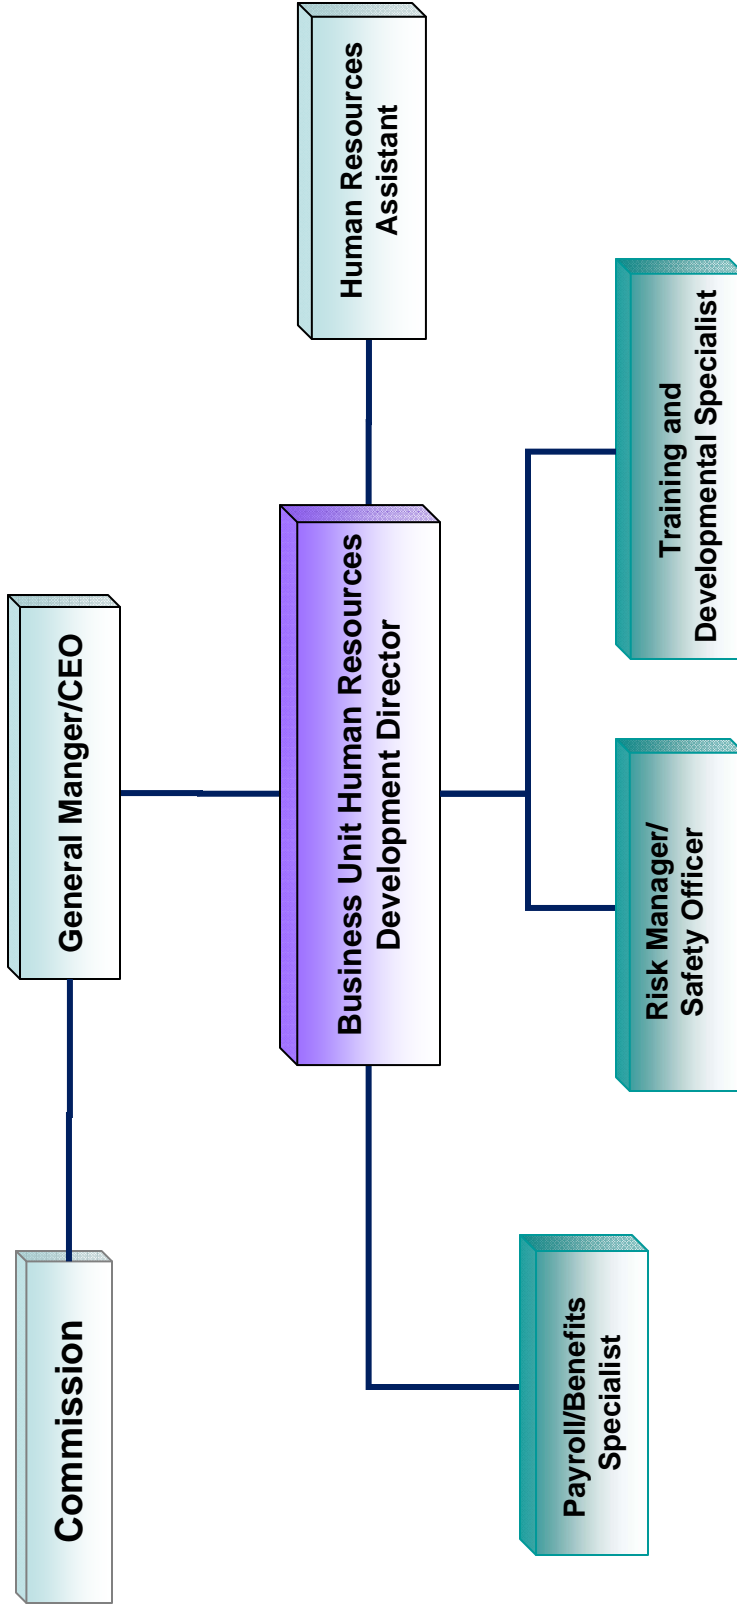 Commission
General Manger/CEO
Business Unit Human Resources
Development Director
Human Resources
Assistant
Payroll/Benefits
Specialist
Risk Manager/
Safety Officer
Training and
Developmental Specialist